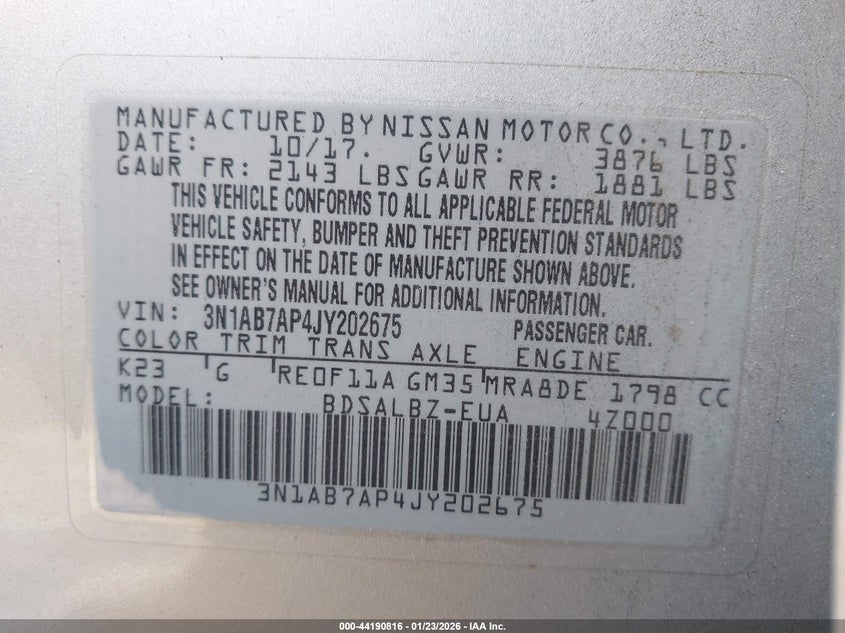 MANUFACTURED BY NISSAN MOTOR CO., LTD.
DATE: 10/17. GVWR: 3876 LBS
GAWR FR: 2143 LBS GAWR RR: 1881 LBS
THIS VEHICLE CONFORMS TO ALL APPLICABLE FEDERAL MOTOR
VEHICLE SAFETY, BUMPER AND THEFT PREVENTION STANDARDS
IN EFFECT ON THE DATE OF MANUFACTURE SHOWN ABOVE.
SEE OWNER'S MANUAL FOR ADDITIONAL INFORMATION.
VIN: 3N1AB7AP4JY202675 PASSENGER CAR.
COLOR TRIM TRANS AXLE ENGINE
K23 G RE0F11A GM35 MRA8DE 1798 CC
MODEL: BDSALBZ-EUA 4Z000
3N1AB7AP4JY202675
000-44190816 - 01/23/2026 - IAA Inc.